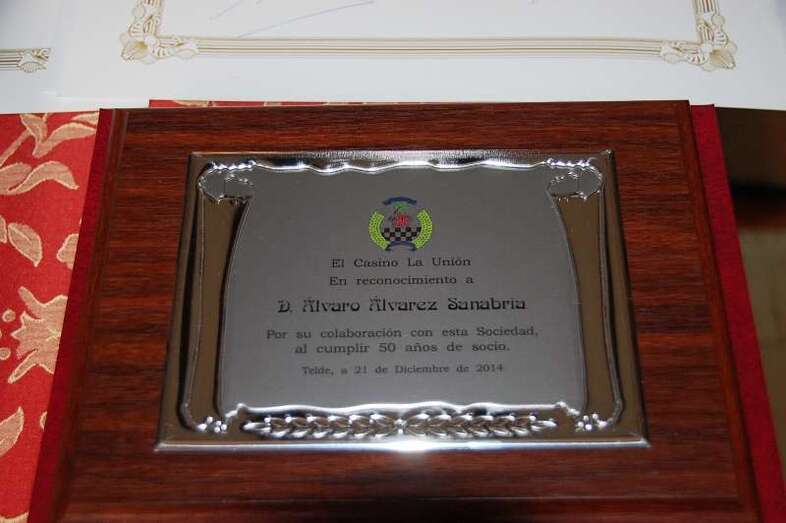 El Casino La Unión
En reconocimiento a
D. Álvaro Álvarez Sanabria
Por su colaboración con esta Sociedad,
al cumplir 50 años de socio.
Telde, a 21 de Diciembre de 2014